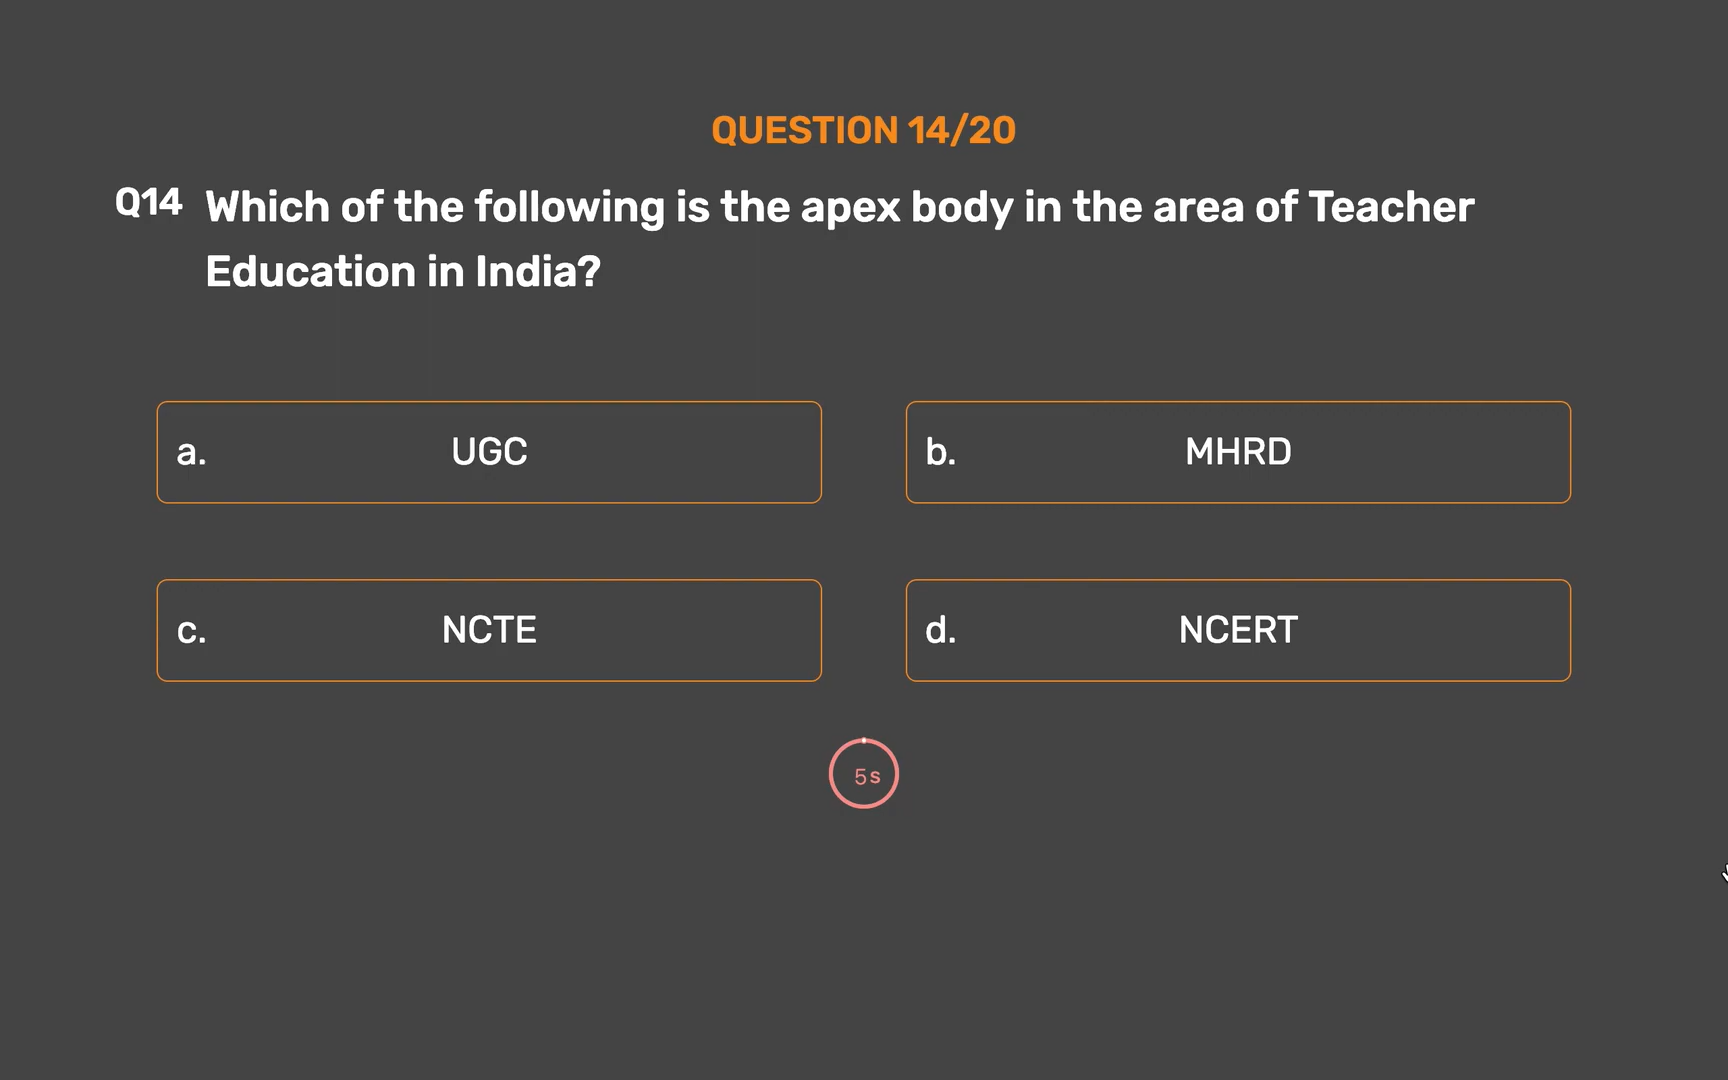 QUESTION 14/20
Q14 Which of the following is the apex body in the area of Teacher
Education in India?
a. UGC
b. MHRD
c. NCTE
d. NCERT
5s